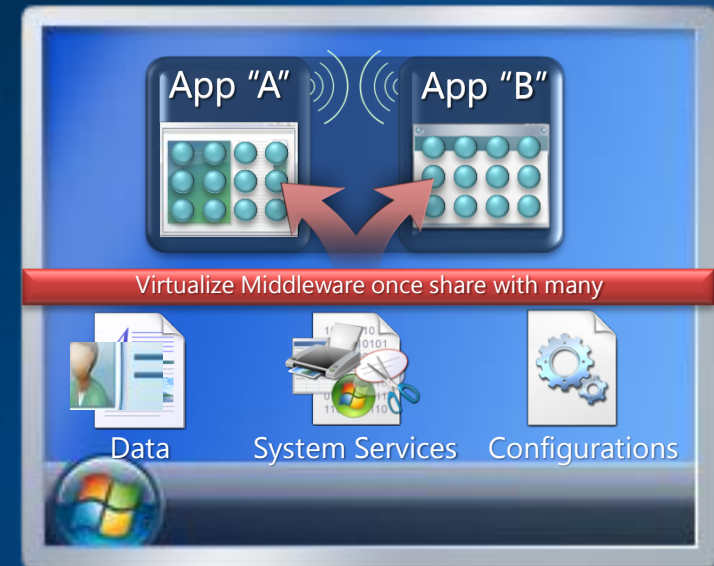 App “A”
App “B”
Virtualize Middleware once share with many
Data
System Services
Configurations